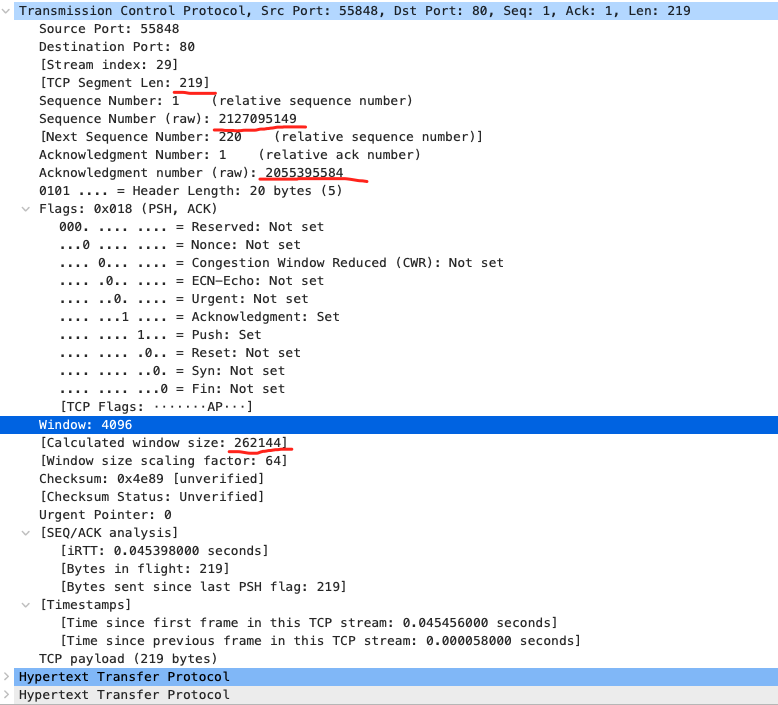 Transmission Control Protocol, Src Port: 55848, Dst Port: 80, Seq: 1, Ack: 1, Len: 219
Source Port: 55848
Destination Port: 80
[Stream index: 29]
[TCP Segment Len: 219]
Sequence Number: 1    (relative sequence number)
Sequence Number (raw): 2127095149
[Next Sequence Number: 220    (relative sequence number)]
Acknowledgment Number: 1    (relative ack number)
Acknowledgment number (raw): 2055395584
0101 .... = Header Length: 20 bytes (5)
Flags: 0x018 (PSH, ACK)
000. .... .... = Reserved: Not set
...0 .... .... = Nonce: Not set
.... 0... .... = Congestion Window Reduced (CWR): Not set
.... .0.. .... = ECN-Echo: Not set
.... ..0. .... = Urgent: Not set
.... ...1 .... = Acknowledgment: Set
.... .... 1... = Push: Set
.... .... .0.. = Reset: Not set
.... .... ..0. = Syn: Not set
.... .... ...0 = Fin: Not set
[TCP Flags: ·······AP···]
Window: 4096
[Calculated window size: 262144]
[Window size scaling factor: 64]
Checksum: 0x4e89 [unverified]
[Checksum Status: Unverified]
Urgent Pointer: 0
[SEQ/ACK analysis]
[iRTT: 0.045398000 seconds]
[Bytes in flight: 219]
[Bytes sent since last PSH flag: 219]
[Timestamps]
[Time since first frame in this TCP stream: 0.045456000 seconds]
[Time since previous frame in this TCP stream: 0.000058000 seconds]
TCP payload (219 bytes)
Hypertext Transfer Protocol
Hypertext Transfer Protocol